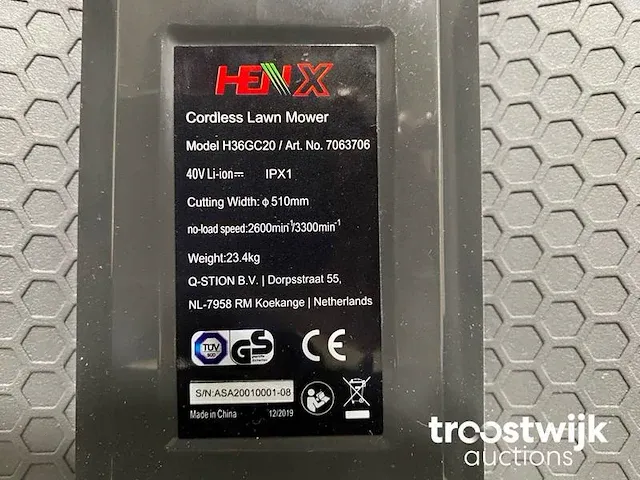 HENX
Cordless Lawn Mower
Model H36GC20 / Art. No. 7063706
40V Li-ion⎓ IPX1
Cutting Width: ϕ 510mm
no-load speed:2600min⁻¹/3300min⁻¹
Weight:23.4kg
Q-STION B.V. | Dorpsstraat 55,
NL-7958 RM Koekange | Netherlands
TÜV SÜD GS geprüfte Sicherheit CE
S/N:ASA20010001-08
Made in China 12/2019
troostwijk
auctions